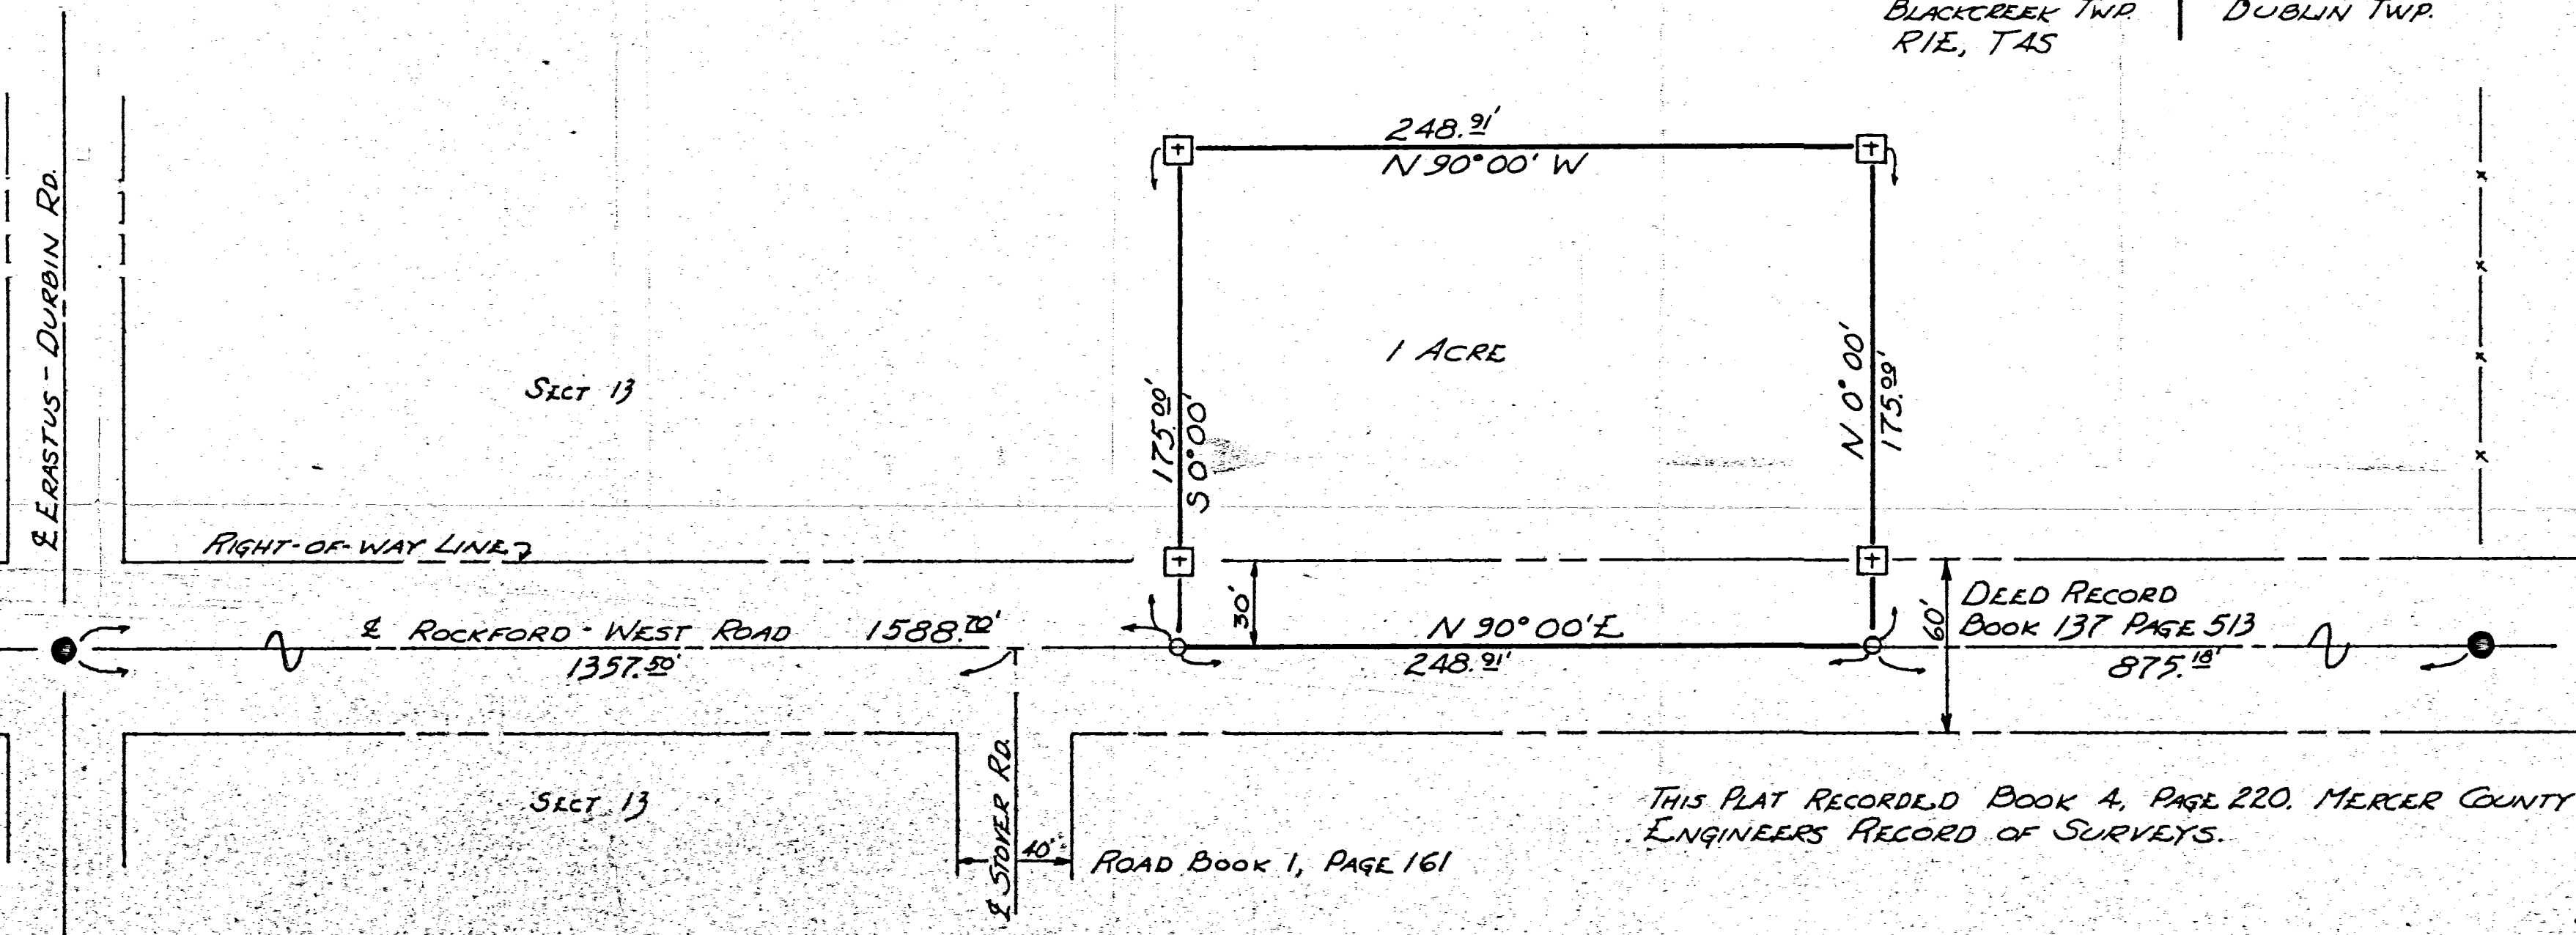 BLACKCREEK TWP.
R1E, T4S
DUBLIN TWP.
248.91'
N 90° 00' W
℄ ERASTUS - DURBIN RD.
SECT 13
1 ACRE
175.00'
S 0° 00'
N 0° 00'
175.00'
RIGHT-OF-WAY LINE
℄ ROCKFORD - WEST ROAD 1588.70'
1357.50'
30'
N 90° 00' E
248.91'
60'
DEED RECORD
BOOK 137 PAGE 513
875.18'
SECT. 13
℄ STOVER RD.
40'
ROAD BOOK 1, PAGE 161
THIS PLAT RECORDED BOOK 4, PAGE 220. MERCER COUNTY
ENGINEERS RECORD OF SURVEYS.